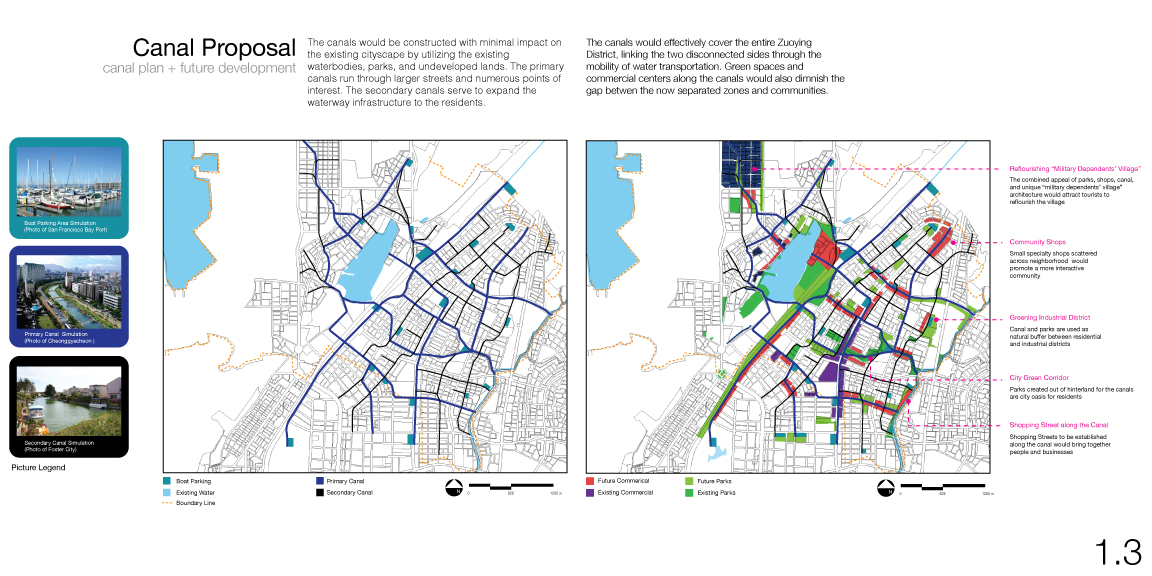 Canal Proposal
canal plan + future development
The canals would be constructed with minimal impact on
the existing cityscape by utilizing the existing
waterbodies, parks, and undeveloped lands. The primary
canals run through larger streets and numerous points of
interest. The secondary canals serve to expand the
waterway infrastructure to the residents.
The canals would effectively cover the entire Zuoying
District, linking the two disconnected sides through the
mobility of water transportation. Green spaces and
commercial centers along the canals would also dimnish the
gap betwen the now separated zones and communities.
Boat Parking Area Simulation
(Photo of San Francisco Bay Port)
Primary Canal Simulation
(Photo of Cheonggyecheon )
Secondary Canal Simulation
(Photo of Foster City)
Picture Legend
Boat Parking
Existing Water
Boundary Line
Primary Canal
Secondary Canal
N
0
625
1250 m
Future Commerical
Existing Commercial
Future Parks
Existing Parks
N
0
625
1250 m
Reflourishing "Military Dependents' Village"
The combined appeal of parks, shops, canal,
and unique "military dependents' village"
architecture would attract tourists to
reflourish the village
Community Shops
Small specialty shops scattered
across neighborhood would
promote a more interactive
community
Greening Industrial District
Canal and parks are used as
natural buffer between residential
and industrial districts
City Green Corridor
Parks created out of hinterland for the canals
are city oasis for residents
Shopping Street along the Canal
Shopping Streets to be established
along the canal would bring together
people and businesses
1.3